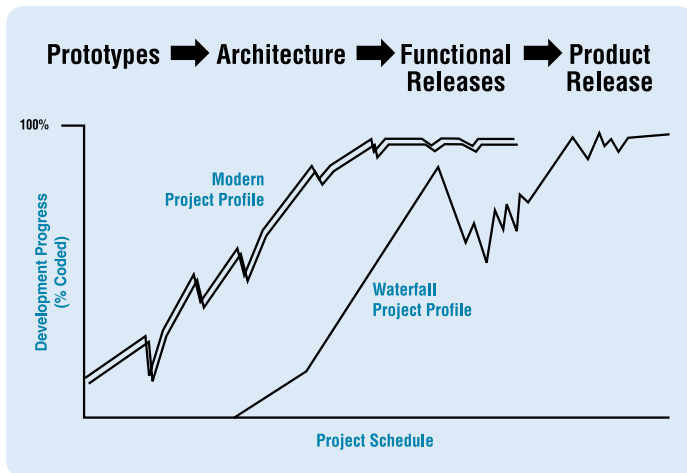 Prototypes Architecture Functional Releases Product Release
100%
Modern
Project Profile
Waterfall
Project Profile
Development Progress
(% Coded)
Project Schedule